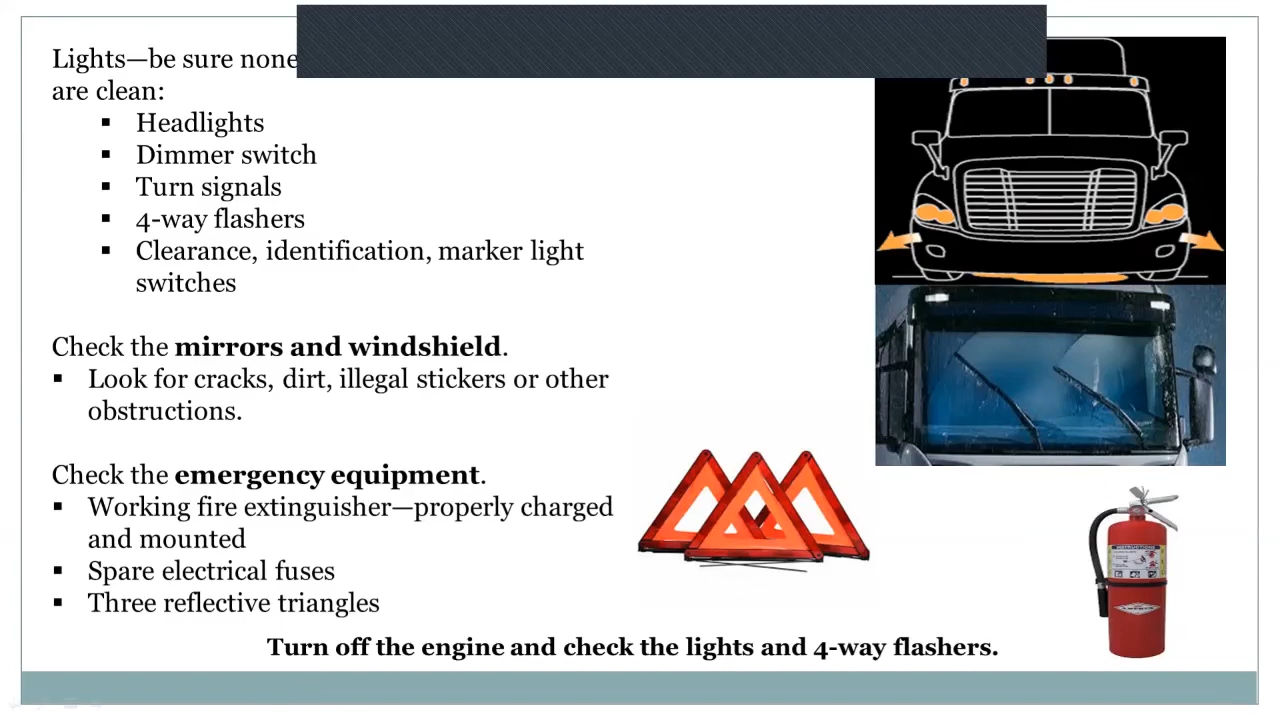 Lights—be sure none
are clean:
▪ Headlights
▪ Dimmer switch
▪ Turn signals
▪ 4-way flashers
▪ Clearance, identification, marker light
switches
Check the mirrors and windshield.
▪ Look for cracks, dirt, illegal stickers or other
obstructions.
Check the emergency equipment.
▪ Working fire extinguisher—properly charged
and mounted
▪ Spare electrical fuses
▪ Three reflective triangles
INSTRUCTIONS
Turn off the engine and check the lights and 4-way flashers.